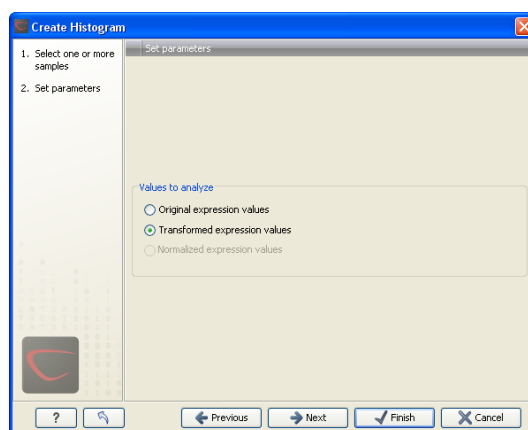 Create Histogram
1. Select one or more
samples
2. Set parameters
Set parameters
Values to analyze
Original expression values
Transformed expression values
Normalized expression values
?
Previous
Next
Finish
Cancel